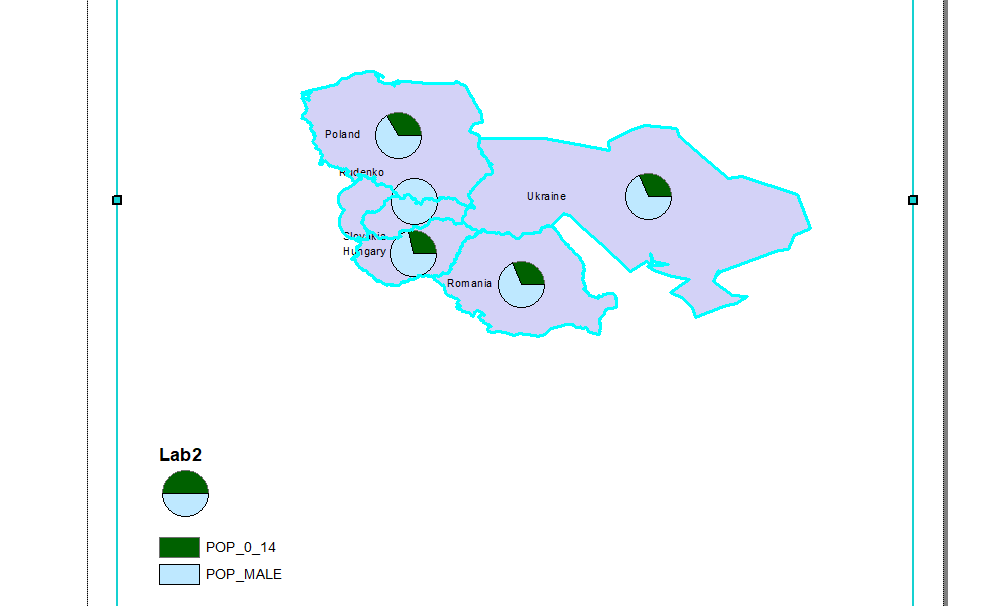 Poland
Rudenko
Ukraine
Slovakia
Hungary
Romania
Lab2
POP_0_14
POP_MALE